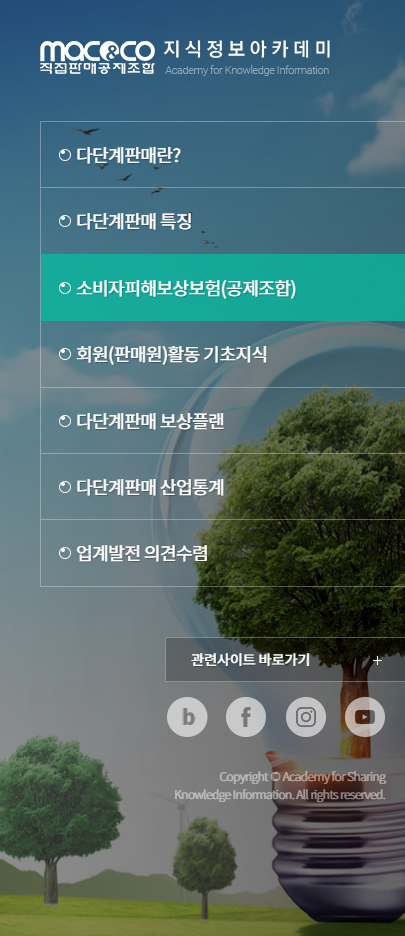 macco
직접판매공제조합
지식정보아카데미
Academy for Knowledge Information
다단계판매란?
다단계판매 특징
소비자피해보상보험(공제조합)
회원(판매원)활동 기초지식
다단계판매 보상플랜
다단계판매 산업통계
업계발전 의견수렴
관련사이트 바로가기 +
b f
Copyright © Academy for Sharing
Knowledge Information. All rights reserved.